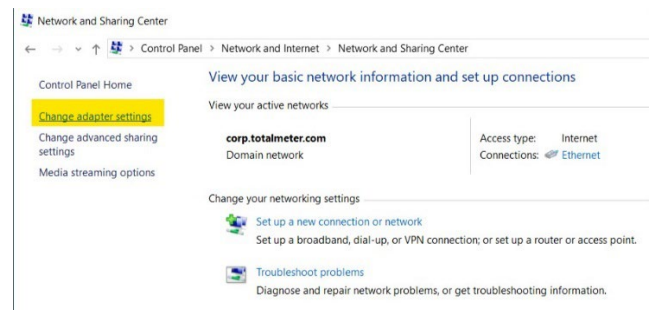 Network and Sharing Center
Control Panel > Network and Internet > Network and Sharing Center
Control Panel Home
Change adapter settings
Change advanced sharing
settings
Media streaming options
View your basic network information and set up connections
View your active networks
corp.totalmeter.com
Domain network
Access type: Internet
Connections: Ethernet
Change your networking settings
Set up a new connection or network
Set up a broadband, dial-up, or VPN connection; or set up a router or access point.
Troubleshoot problems
Diagnose and repair network problems, or get troubleshooting information.